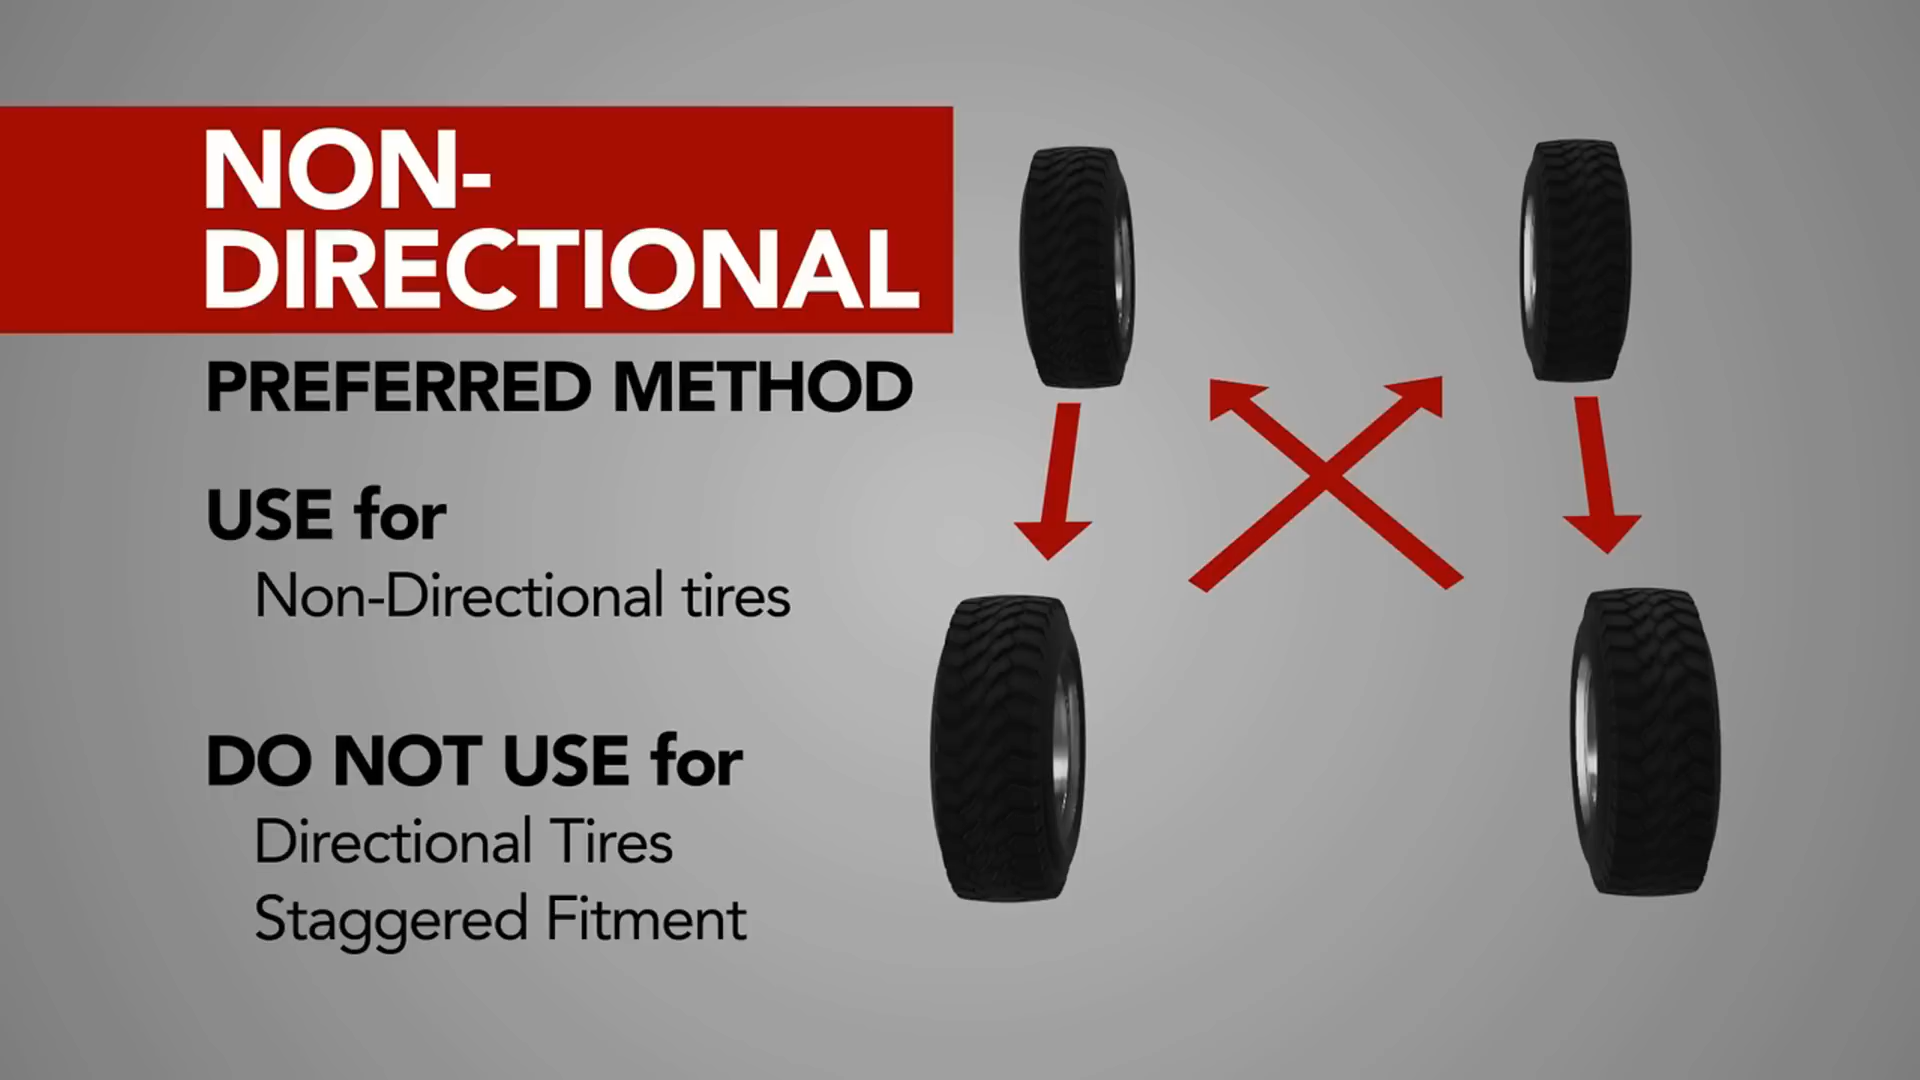 NON-
DIRECTIONAL
PREFERRED METHOD
USE for
Non-Directional tires
DO NOT USE for
Directional Tires
Staggered Fitment